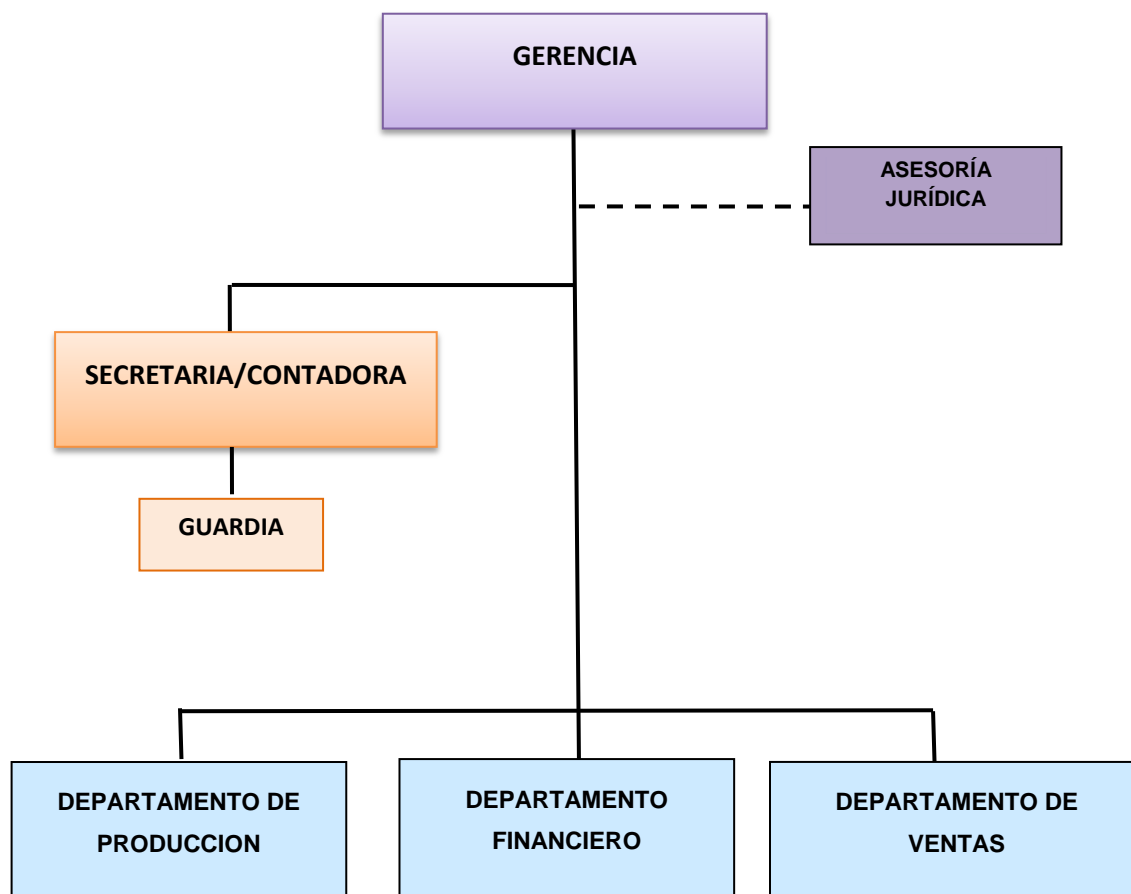 GERENCIA
ASESORÍA
JURÍDICA
SECRETARIA/CONTADORA
GUARDIA
DEPARTAMENTO DE
PRODUCCION
DEPARTAMENTO
FINANCIERO
DEPARTAMENTO DE
VENTAS